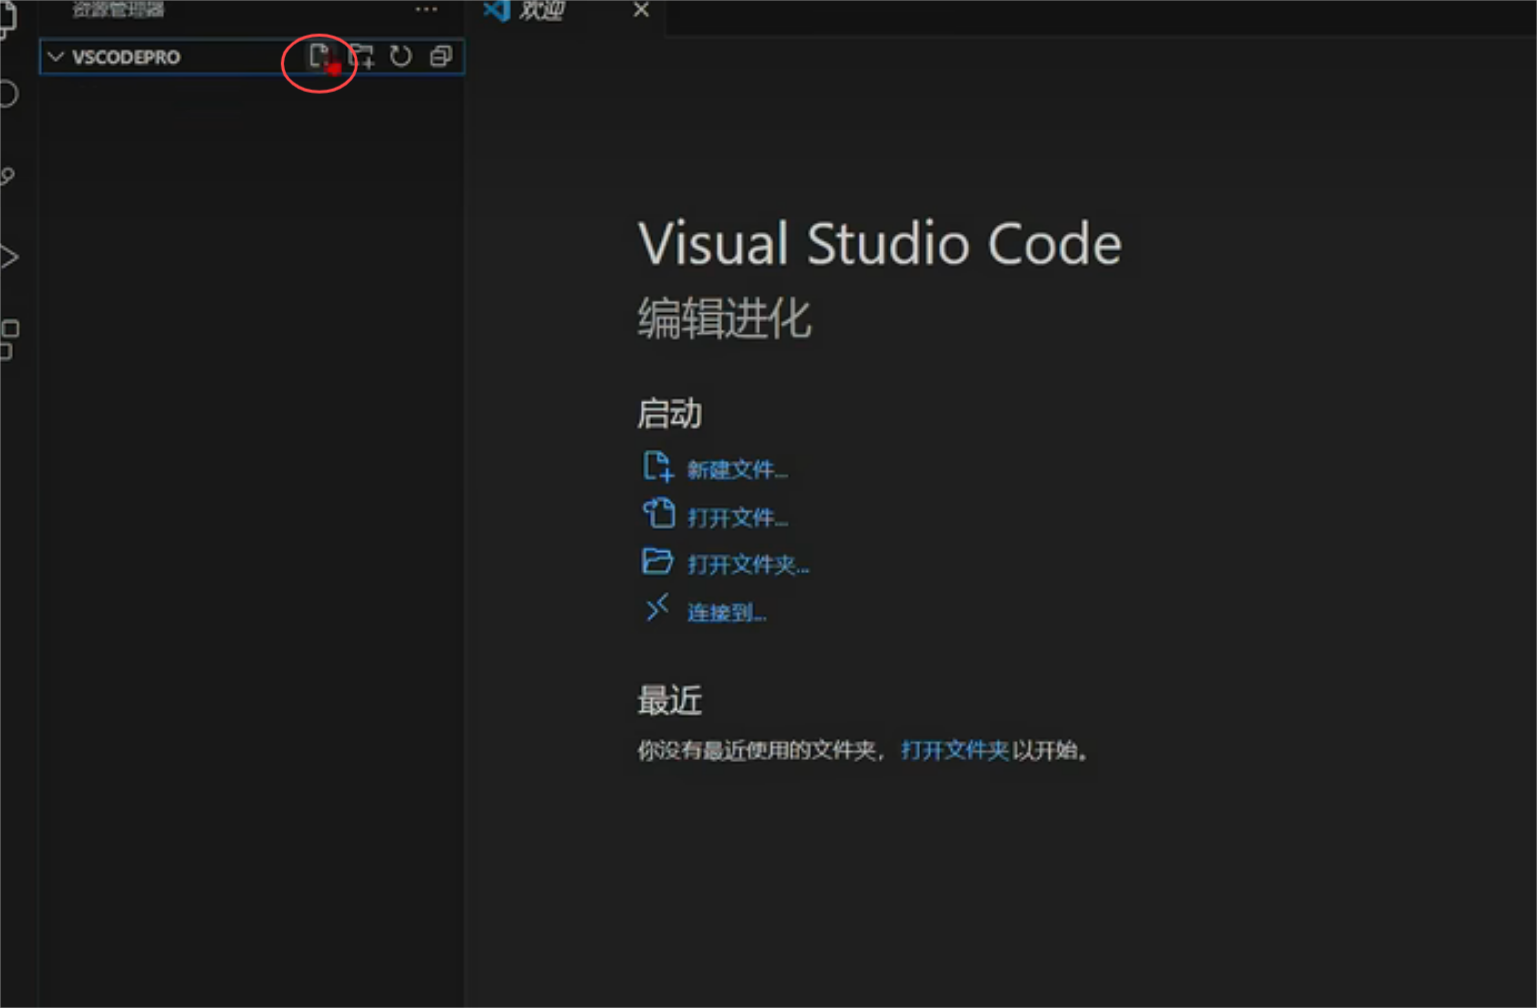 资源管理器
欢迎
VSCODEPRO
Visual Studio Code
编辑进化
启动
新建文件...
打开文件...
打开文件夹...
连接到...
最近
你没有最近使用的文件夹，打开文件夹以开始。